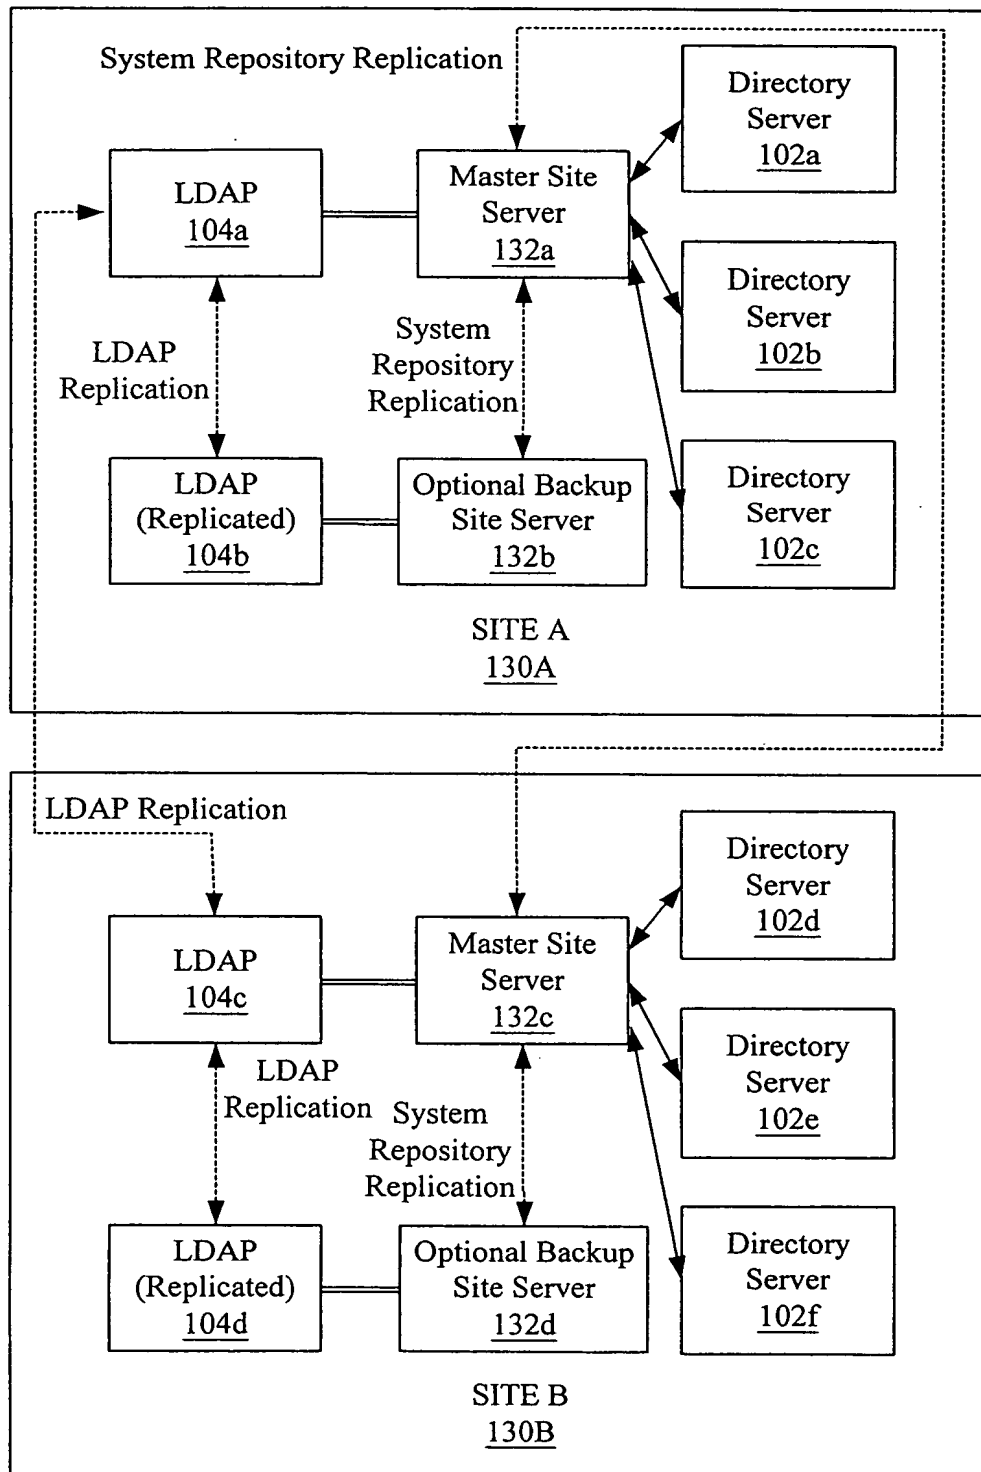 System Repository Replication
Directory
Server
102a
LDAP
104a
Master Site
Server
132a
Directory
Server
102b
LDAP
Replication
System
Repository
Replication
LDAP
(Replicated)
104b
Optional Backup
Site Server
132b
Directory
Server
102c
SITE A
130A
LDAP Replication
Directory
Server
102d
LDAP
104c
Master Site
Server
132c
Directory
Server
102e
LDAP
Replication
System
Repository
Replication
LDAP
(Replicated)
104d
Optional Backup
Site Server
132d
Directory
Server
102f
SITE B
130B